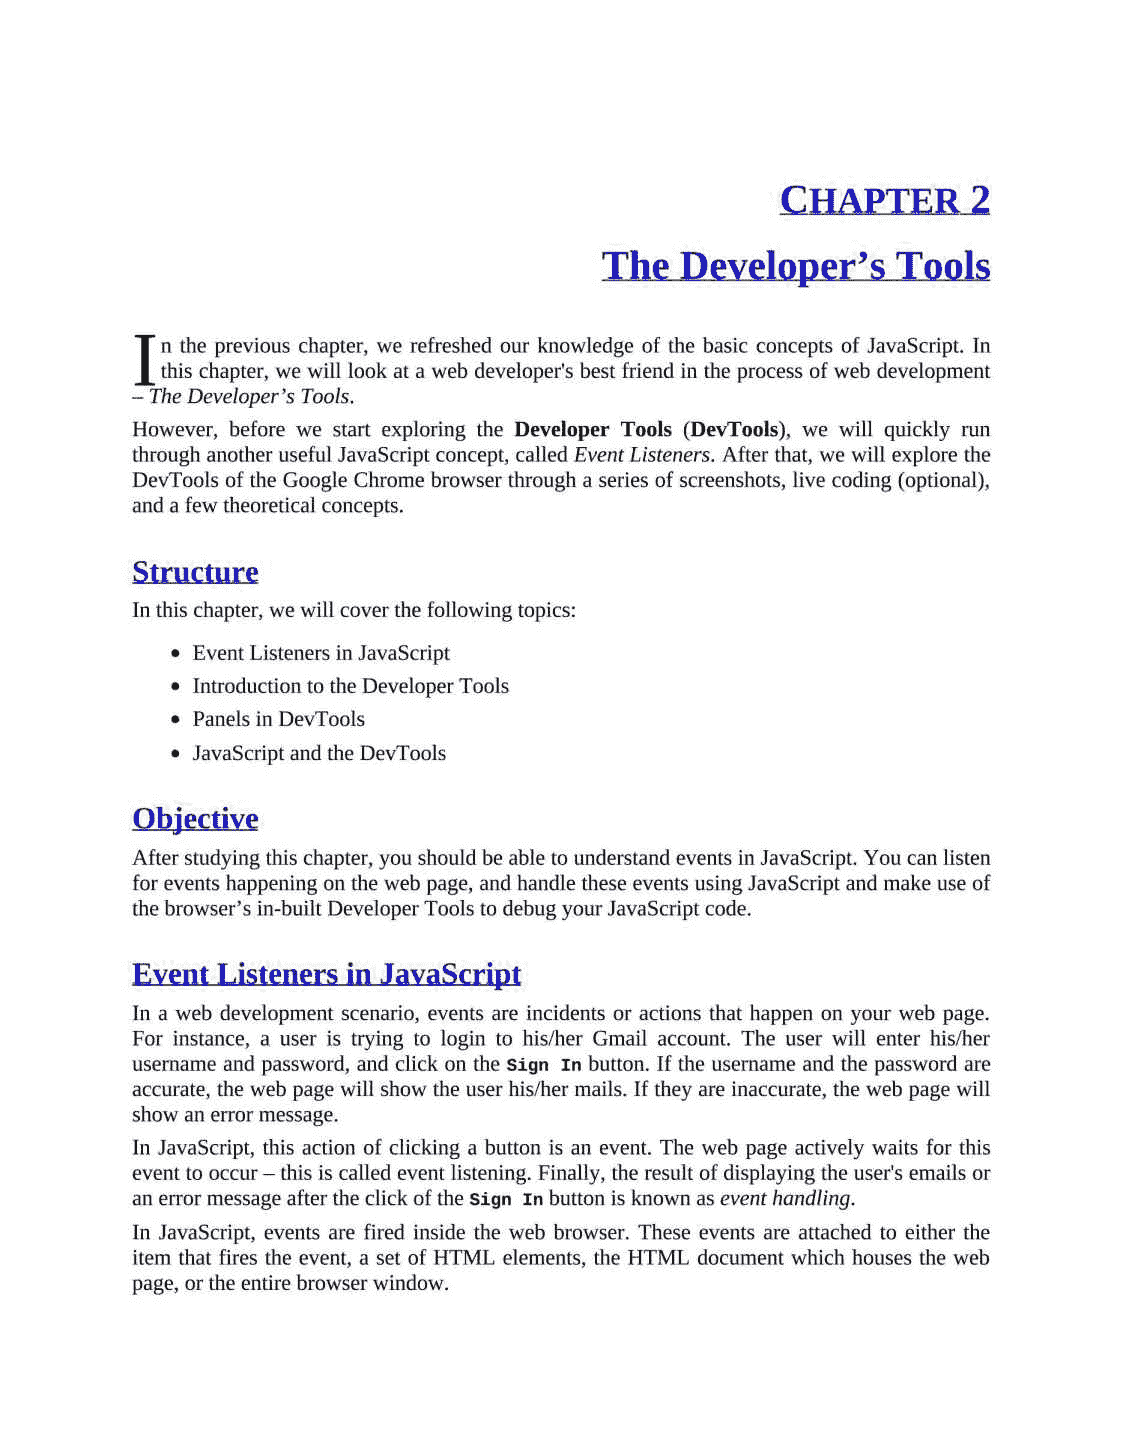 CHAPTER 2
The Developer’s Tools
In the previous chapter, we refreshed our knowledge of the basic concepts of JavaScript. In
this chapter, we will look at a web developer's best friend in the process of web development
– The Developer’s Tools.
However, before we start exploring the Developer Tools (DevTools), we will quickly run
through another useful JavaScript concept, called Event Listeners. After that, we will explore the
DevTools of the Google Chrome browser through a series of screenshots, live coding (optional),
and a few theoretical concepts.
Structure
In this chapter, we will cover the following topics:
• Event Listeners in JavaScript
• Introduction to the Developer Tools
• Panels in DevTools
• JavaScript and the DevTools
Objective
After studying this chapter, you should be able to understand events in JavaScript. You can listen
for events happening on the web page, and handle these events using JavaScript and make use of
the browser’s in-built Developer Tools to debug your JavaScript code.
Event Listeners in JavaScript
In a web development scenario, events are incidents or actions that happen on your web page.
For instance, a user is trying to login to his/her Gmail account. The user will enter his/her
username and password, and click on the Sign In button. If the username and the password are
accurate, the web page will show the user his/her mails. If they are inaccurate, the web page will
show an error message.
In JavaScript, this action of clicking a button is an event. The web page actively waits for this
event to occur – this is called event listening. Finally, the result of displaying the user's emails or
an error message after the click of the Sign In button is known as event handling.
In JavaScript, events are fired inside the web browser. These events are attached to either the
item that fires the event, a set of HTML elements, the HTML document which houses the web
page, or the entire browser window.